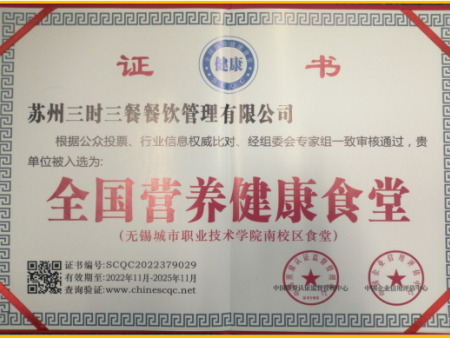 证 健康 书
苏州三时三餐餐饮管理有限公司
根据公众投票、行业信息权威比对、经组委会专家组一致审核通过，贵
单位被入选为:
全国营养健康食堂
(无锡城市职业技术学院南校区食堂)
证书编号:SCQC2022379029
有效期至:2022年11月-2025年11月
查询验证:www.chinescqc.net